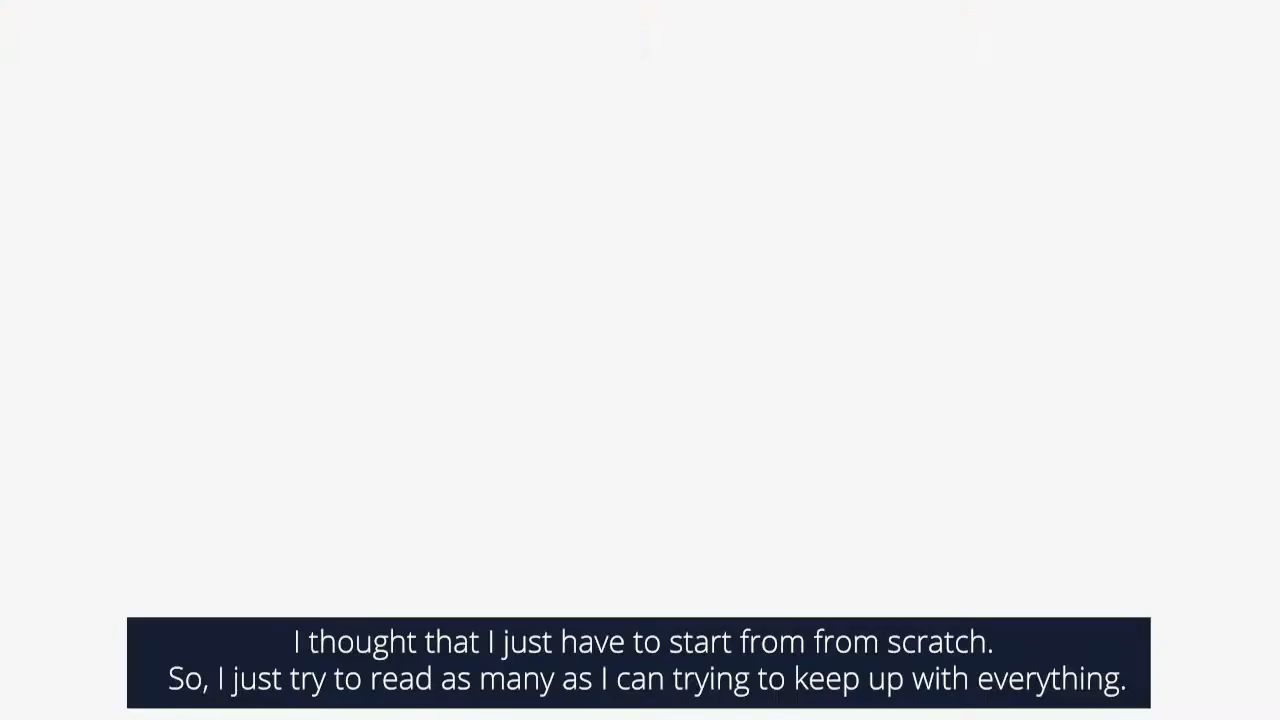 I thought that I just have to start from from scratch.
So, I just try to read as many as I can trying to keep up with everything.